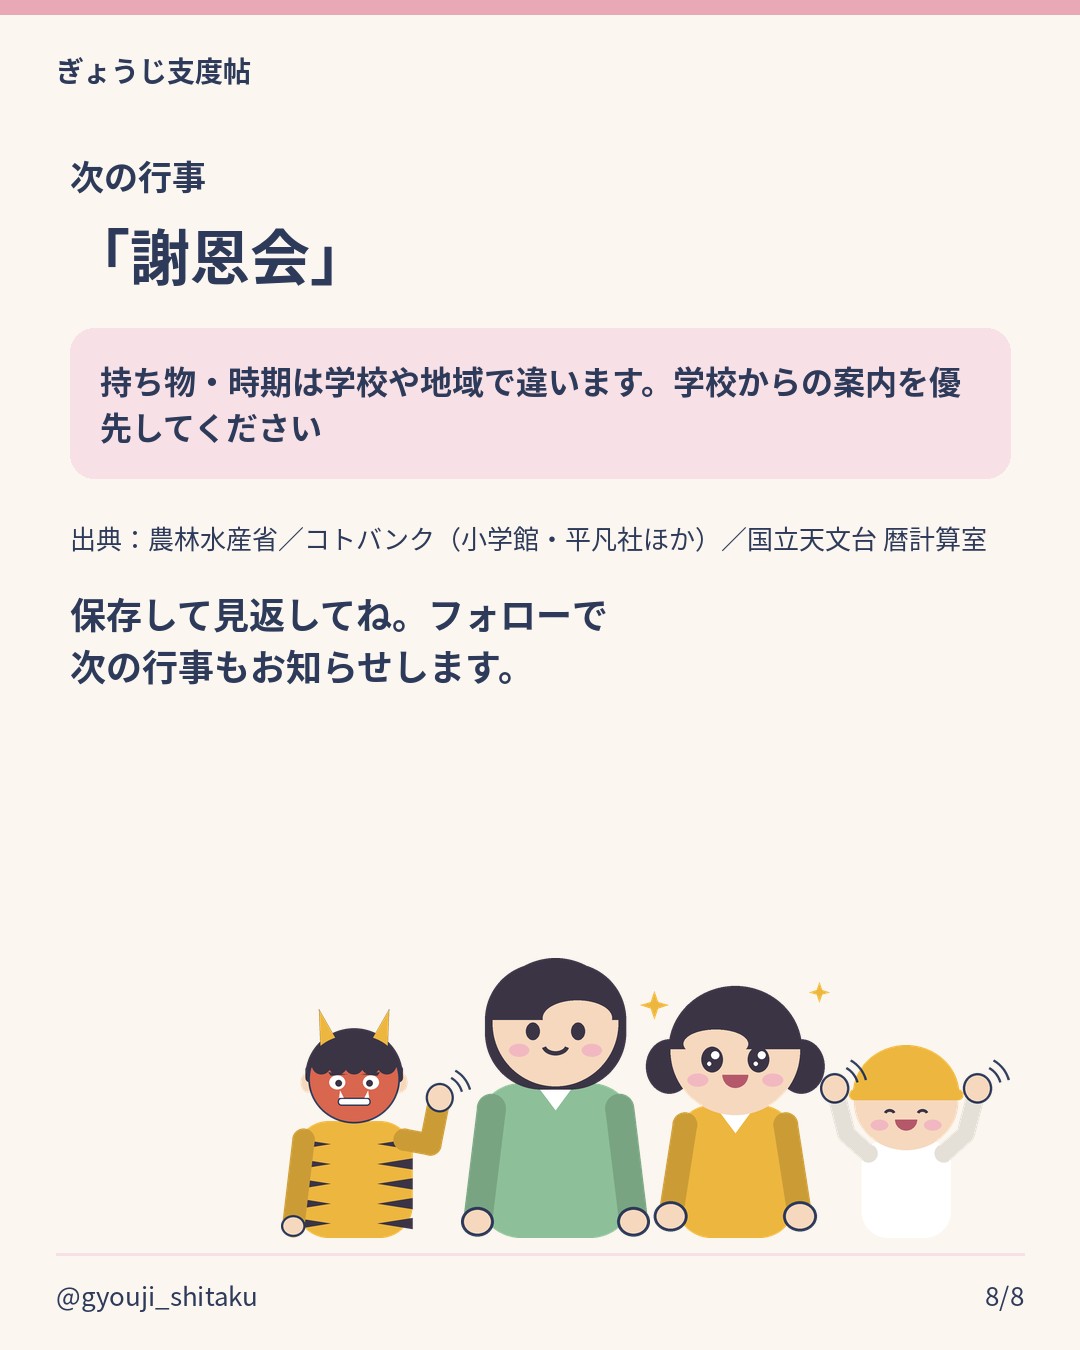 ぎょうじ支度帖
次の行事
「謝恩会」
持ち物・時期は学校や地域で違います。学校からの案内を優
先してください
出典：農林水産省／コトバンク（小学館・平凡社ほか）／国立天文台 暦計算室
保存して見返してね。フォローで
次の行事もお知らせします。
@gyouji_shitaku
8/8